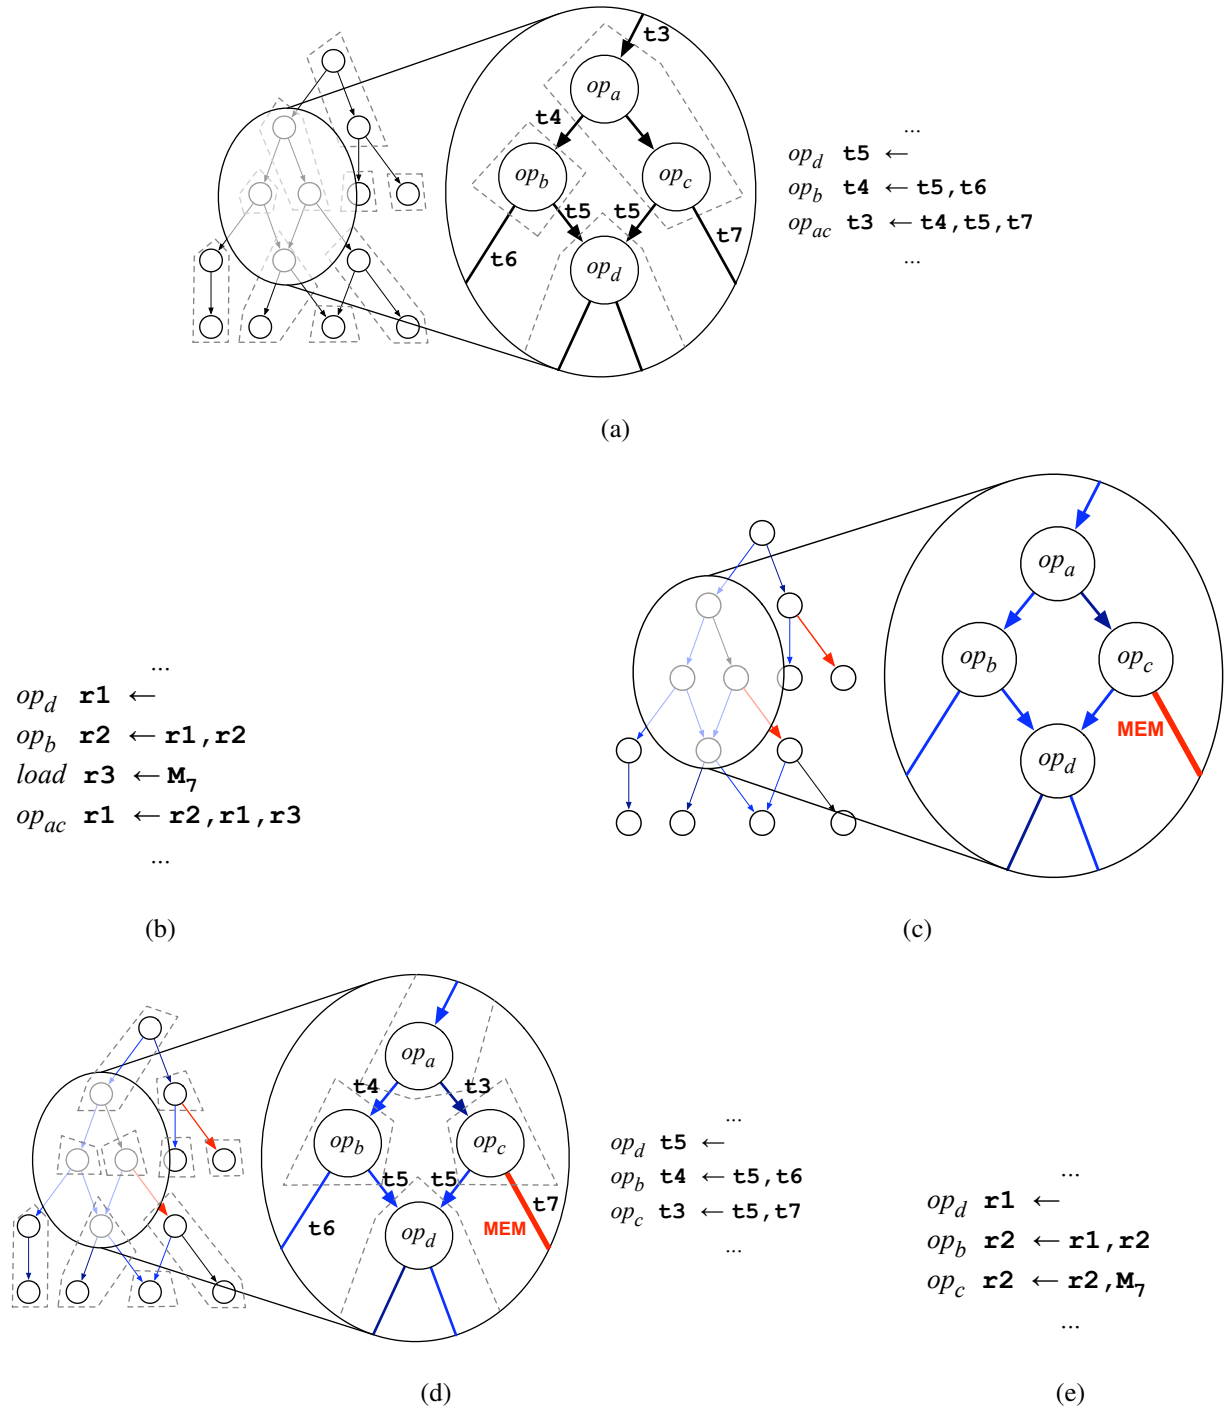 t3
op_a
t4
op_b
op_c
t5
t5
t6
t7
op_d
...
op_d t5 ←
op_b t4 ← t5,t6
op_ac t3 ← t4,t5,t7
...
(a)
...
op_d r1 ←
op_b r2 ← r1,r2
load r3 ← M_7
op_ac r1 ← r2,r1,r3
...
(b)
op_a
op_b
op_c
MEM
op_d
(c)
op_a
t4
t3
op_b
op_c
t5
t5
t6
t7
MEM
op_d
...
op_d t5 ←
op_b t4 ← t5,t6
op_c t3 ← t5,t7
...
(d)
...
op_d r1 ←
op_b r2 ← r1,r2
op_c r2 ← r2,M_7
...
(e)